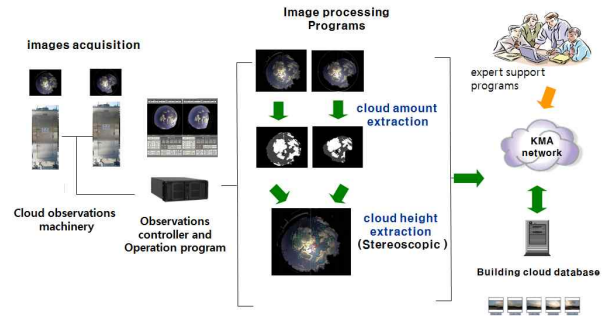 Image processing
Programs
images acquisition
expert support
programs
cloud amount
extraction
KMA
network
cloud height
extraction
(Stereoscopic )
Cloud observations
machinery
Observations
controller and
Operation program
Building cloud database